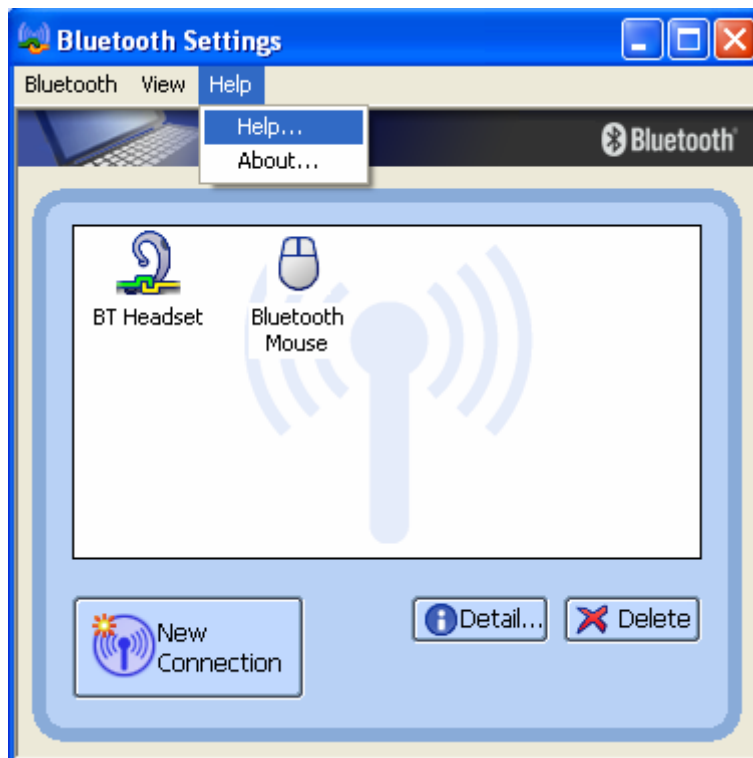 Bluetooth Settings
Bluetooth View Help
Help...
About...
Bluetooth
BT Headset
Bluetooth
Mouse
New
Connection
Detail...
Delete